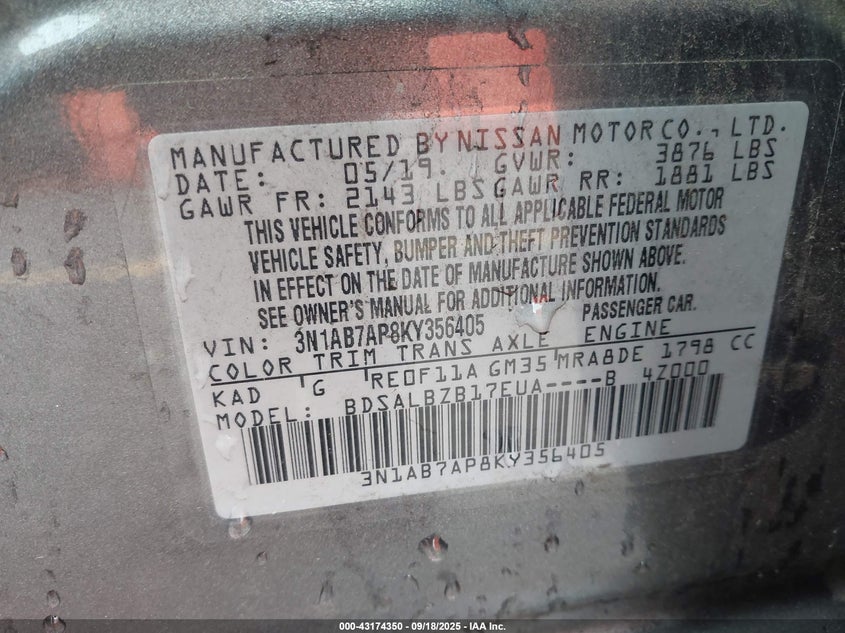 MANUFACTURED BY NISSAN MOTOR CO., LTD.
DATE: 05/19. GVWR: 3876 LBS
GAWR FR: 2143 LBS GAWR RR: 1881 LBS
THIS VEHICLE CONFORMS TO ALL APPLICABLE FEDERAL MOTOR
VEHICLE SAFETY, BUMPER AND THEFT PREVENTION STANDARDS
IN EFFECT ON THE DATE OF MANUFACTURE SHOWN ABOVE.
SEE OWNER'S MANUAL FOR ADDITIONAL INFORMATION.
VIN: 3N1AB7AP8KY356405 PASSENGER CAR.
COLOR TRIM TRANS AXLE ENGINE
KAD G RE0F11A GM35 MRA8DE 1798 CC
MODEL: BDSALBZB17EUA----B 4Z000
3N1AB7AP8KY356405
000-43174350 - 09/18/2025 - IAA Inc.